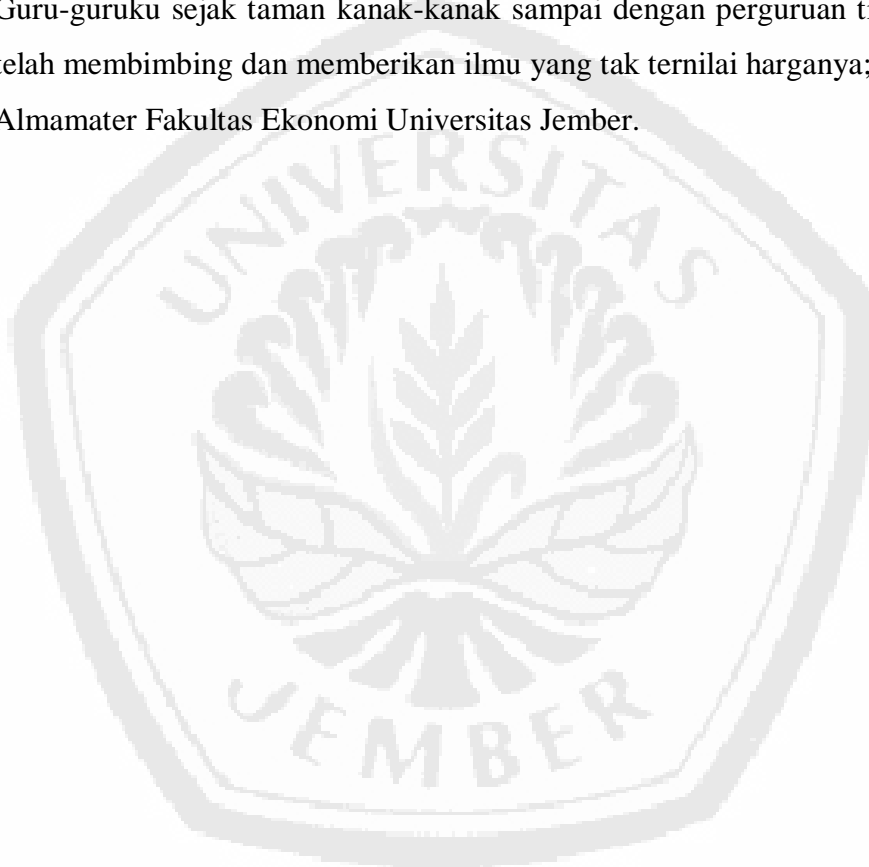 Guru-guruku sejak taman kanak-kanak sampai dengan perguruan
telah membimbing dan memberikan ilmu yang tak ternilai harganya;
Almamater Fakultas Ekonomi Universitas Jember.
UNIVERSITAS
JEMBER